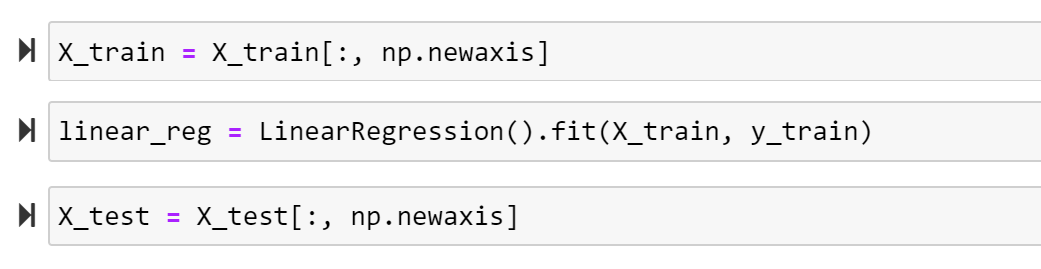 X_train = X_train[:, np.newaxis]
linear_reg = LinearRegression().fit(X_train, y_train)
X_test = X_test[:, np.newaxis]